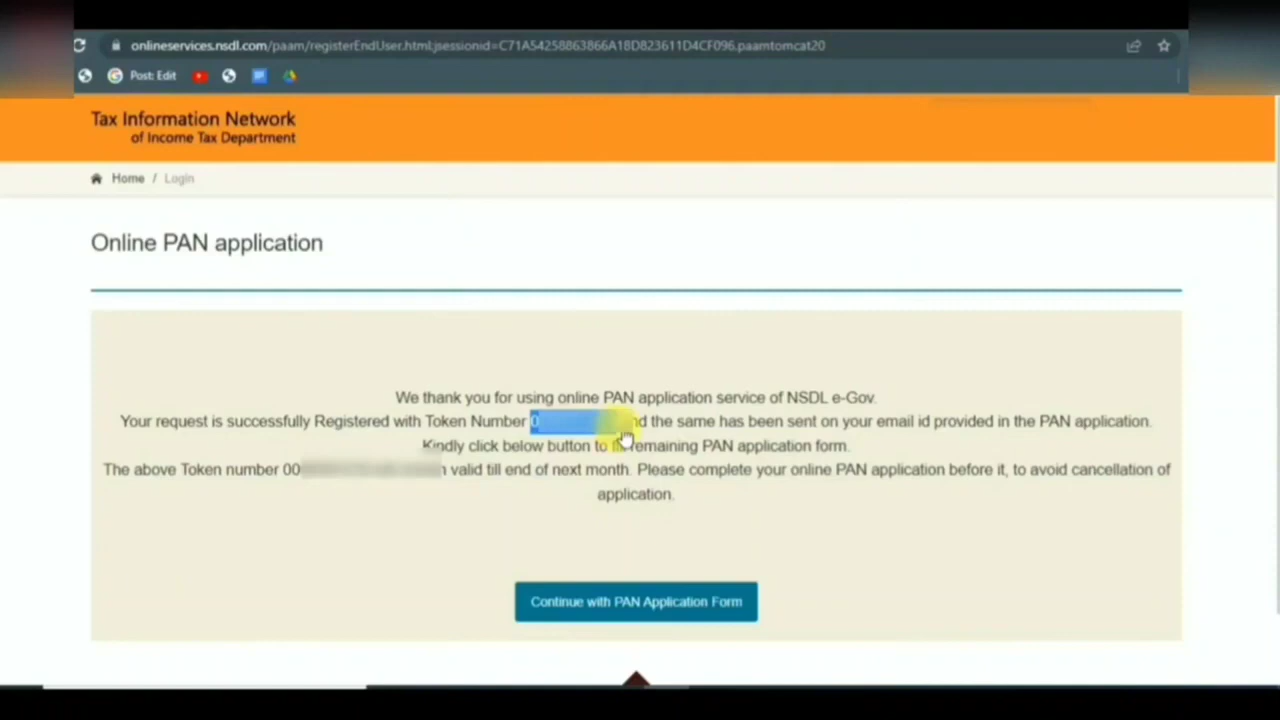 onlineservices.nsdl.com/paam/registerEndUser.html;jsessionid=C71A54258863866A18D823611D4CF096.paamtomcat20
Post: Edit
Tax Information Network
of Income Tax Department
Home / Login
Online PAN application
We thank you for using online PAN application service of NSDL e-Gov.
Your request is successfully Registered with Token Number 0 the same has been sent on your email id provided in the PAN application.
Kindly click below button to remaining PAN application form.
The above Token number 00 valid till end of next month. Please complete your online PAN application before it, to avoid cancellation of
application.
Continue with PAN Application Form